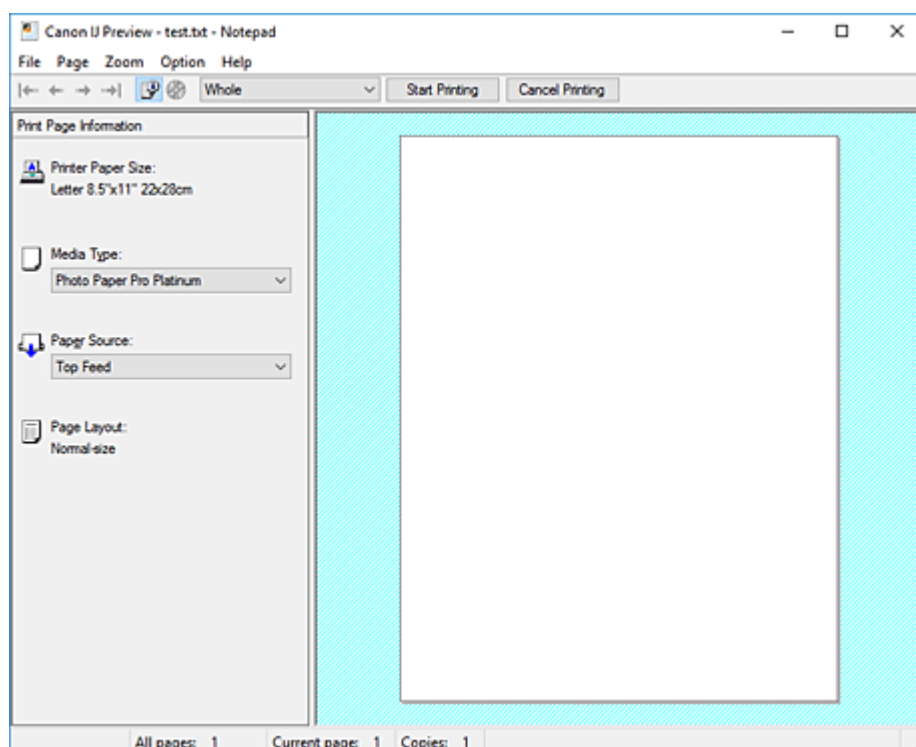 Canon IJ Preview - test.txt - Notepad
File Page Zoom Option Help
Whole Start Printing Cancel Printing
Print Page Information
Printer Paper Size:
Letter 8.5"x11" 22x28cm
Media Type:
Photo Paper Pro Platinum
Paper Source:
Top Feed
Page Layout:
Normal-size
All pages: 1 Current page: 1 Copies: 1